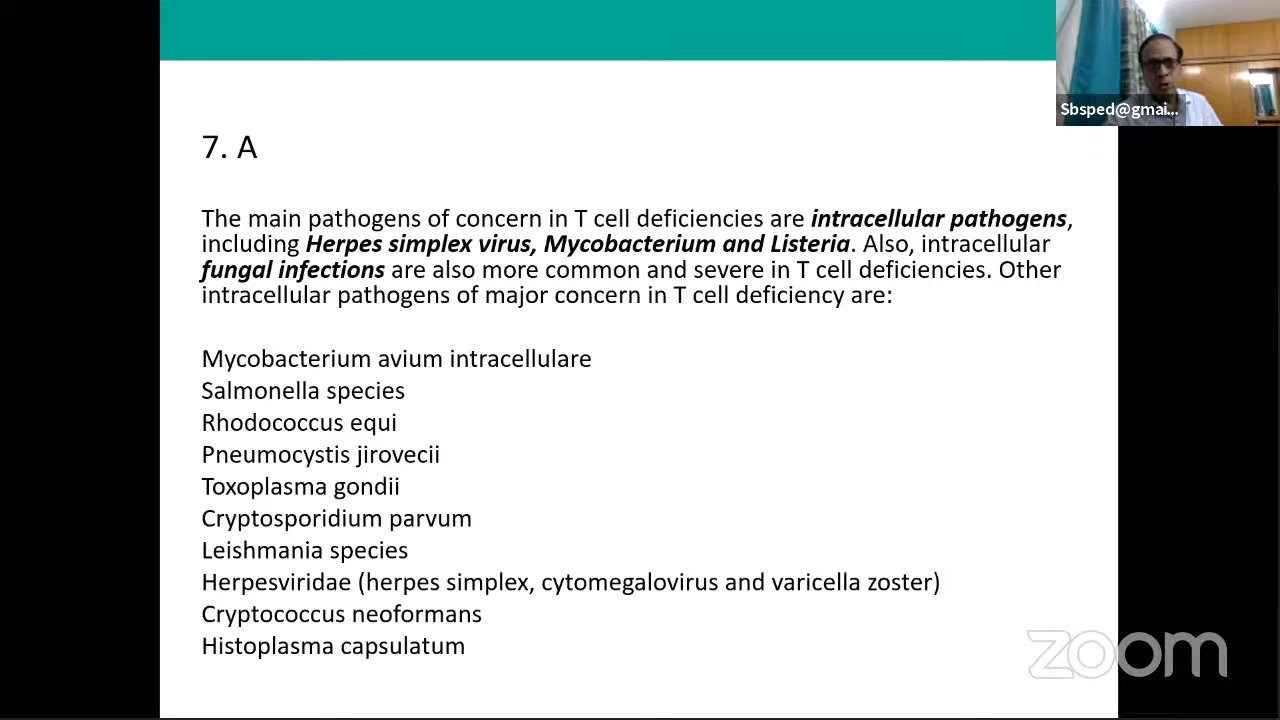 Sbsped@gmai...
7. A
The main pathogens of concern in T cell deficiencies are intracellular pathogens,
including Herpes simplex virus, Mycobacterium and Listeria. Also, intracellular
fungal infections are also more common and severe in T cell deficiencies. Other
intracellular pathogens of major concern in T cell deficiency are:
Mycobacterium avium intracellulare
Salmonella species
Rhodococcus equi
Pneumocystis jirovecii
Toxoplasma gondii
Cryptosporidium parvum
Leishmania species
Herpesviridae (herpes simplex, cytomegalovirus and varicella zoster)
Cryptococcus neoformans
Histoplasma capsulatum
zoom